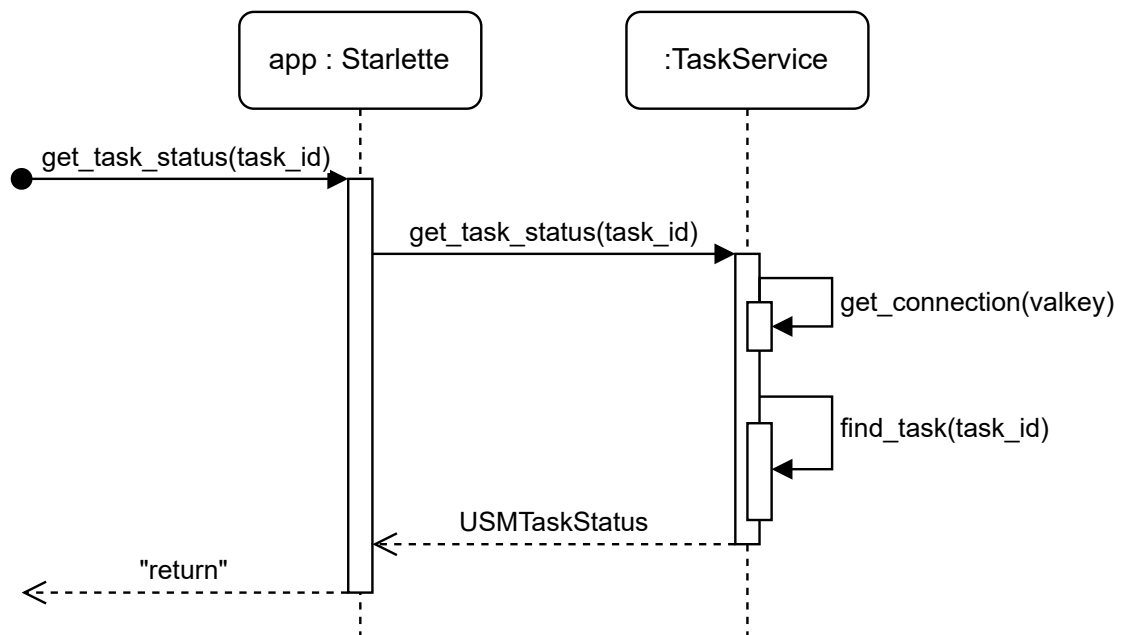 app : Starlette
:TaskService
get_task_status(task_id)
get_task_status(task_id)
get_connection(valkey)
find_task(task_id)
USMTaskStatus
"return"